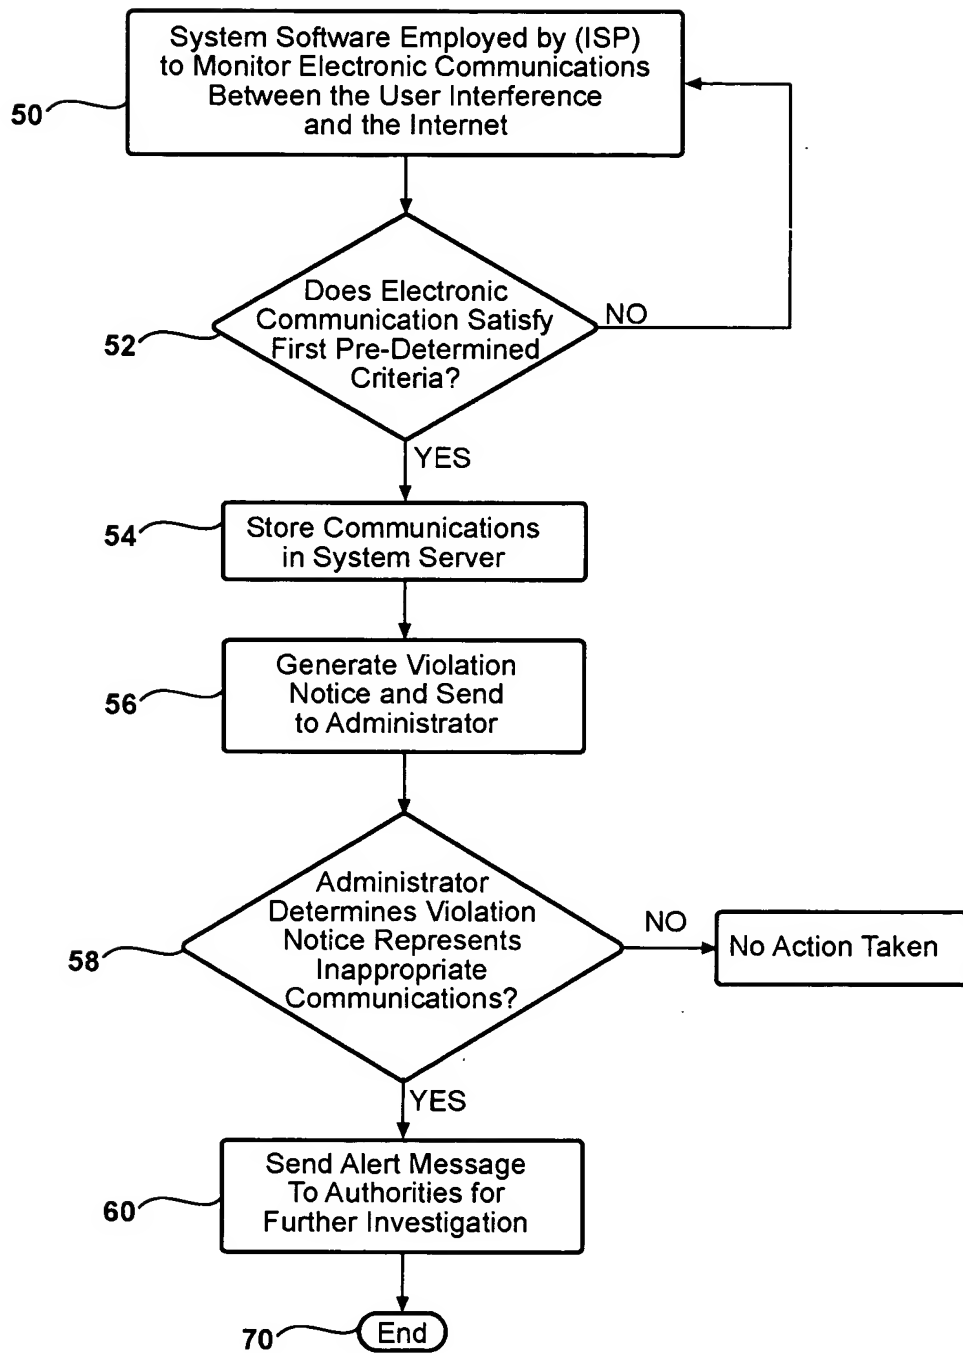 System Software Employed by (ISP)
to Monitor Electronic Communications
Between the User Interference
and the Internet
50
Does Electronic
Communication Satisfy
First Pre-Determined
Criteria?
NO
52
YES
Store Communications
in System Server
54
Generate Violation
Notice and Send
to Administrator
56
Administrator
Determines Violation
Notice Represents
Inappropriate
Communications?
NO
No Action Taken
58
YES
Send Alert Message
To Authorities for
Further Investigation
60
70
End